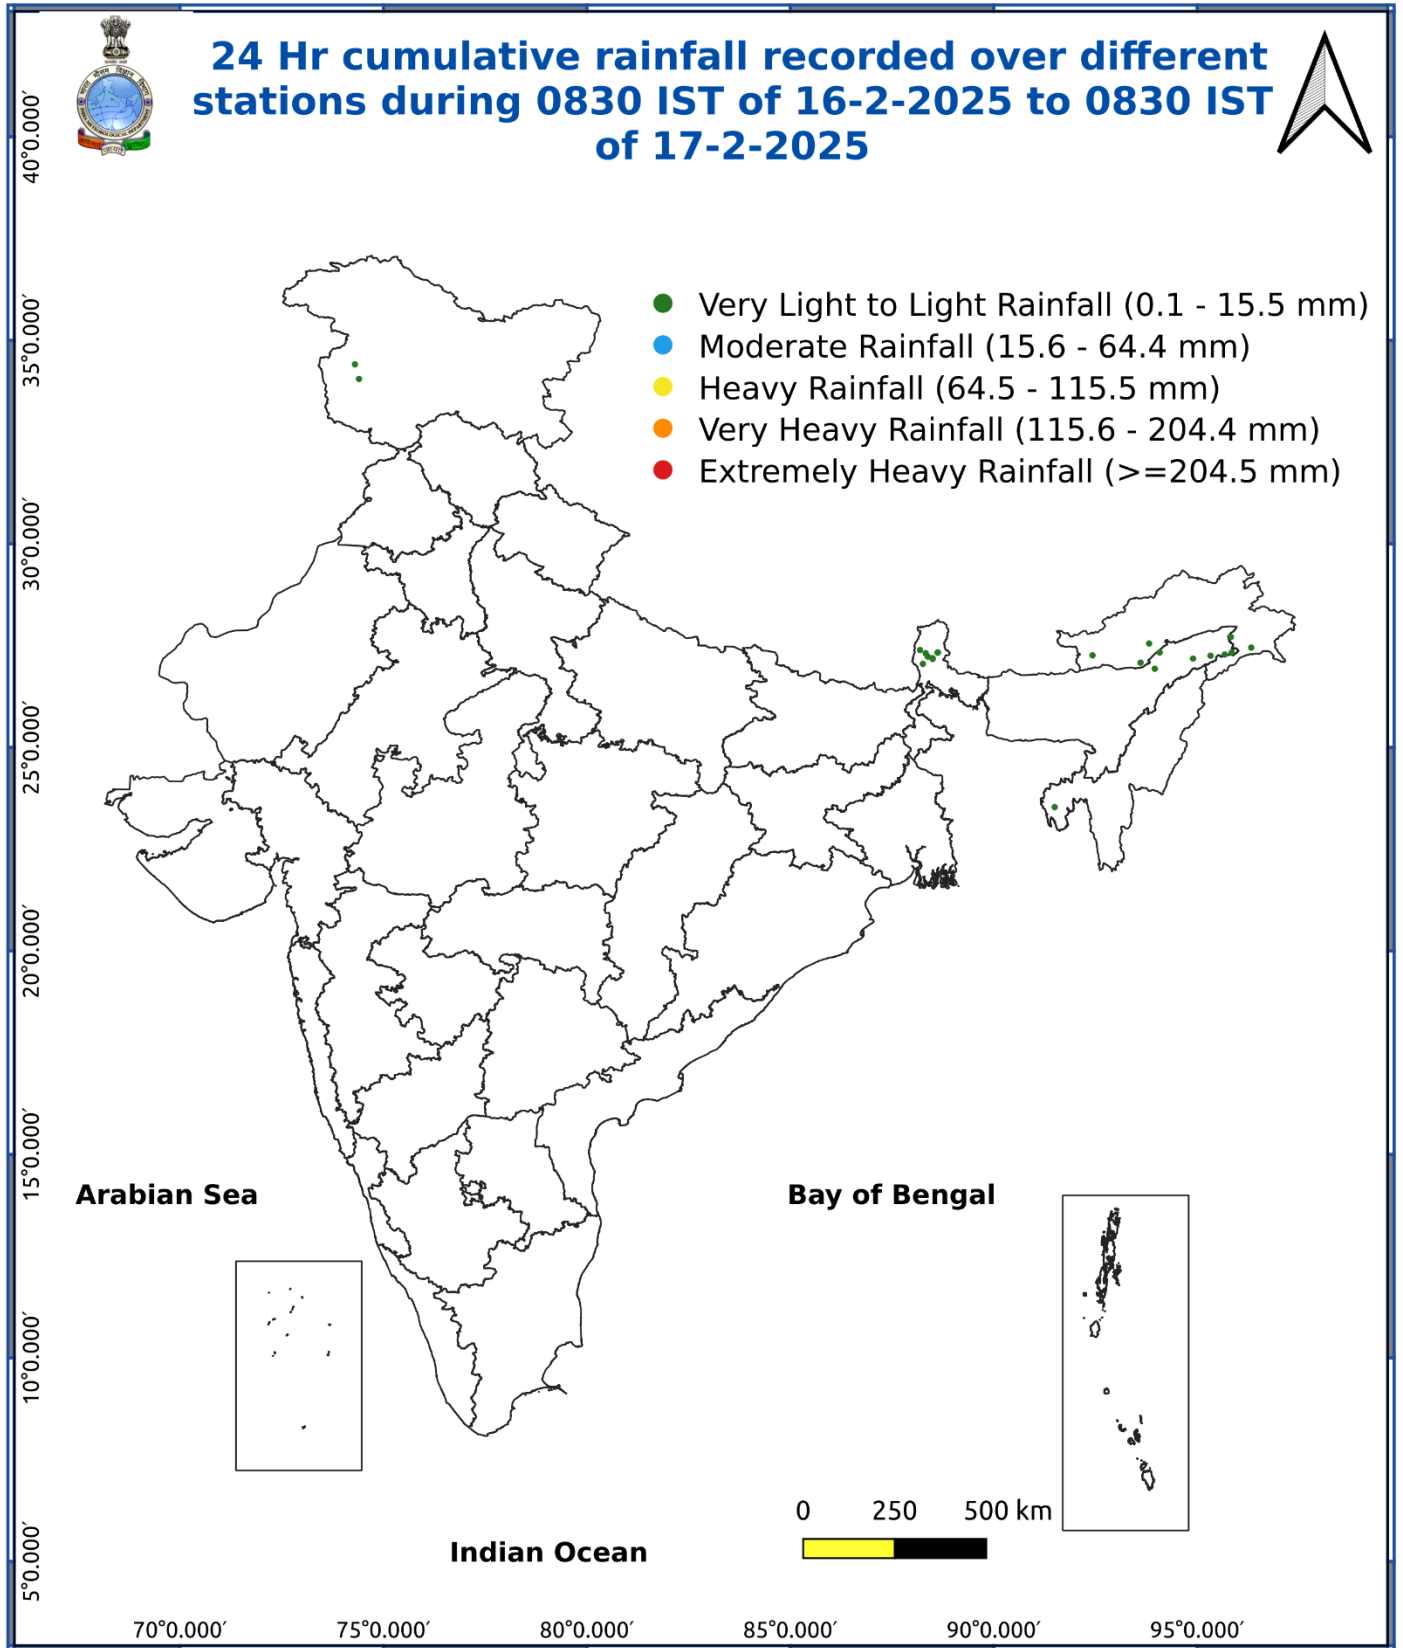 24 Hr cumulative rainfall recorded over different
stations during 0830 IST of 16-2-2025 to 0830 IST
of 17-2-2025
Very Light to Light Rainfall (0.1 - 15.5 mm)
Moderate Rainfall (15.6 - 64.4 mm)
Heavy Rainfall (64.5 - 115.5 mm)
Very Heavy Rainfall (115.6 - 204.4 mm)
Extremely Heavy Rainfall (>=204.5 mm)
40°0.000′
35°0.000′
30°0.000′
25°0.000′
20°0.000′
15°0.000′
10°0.000′
5°0.000′
Arabian Sea
Bay of Bengal
0 250 500 km
Indian Ocean
70°0.000′ 75°0.000′ 80°0.000′ 85°0.000′ 90°0.000′ 95°0.000′